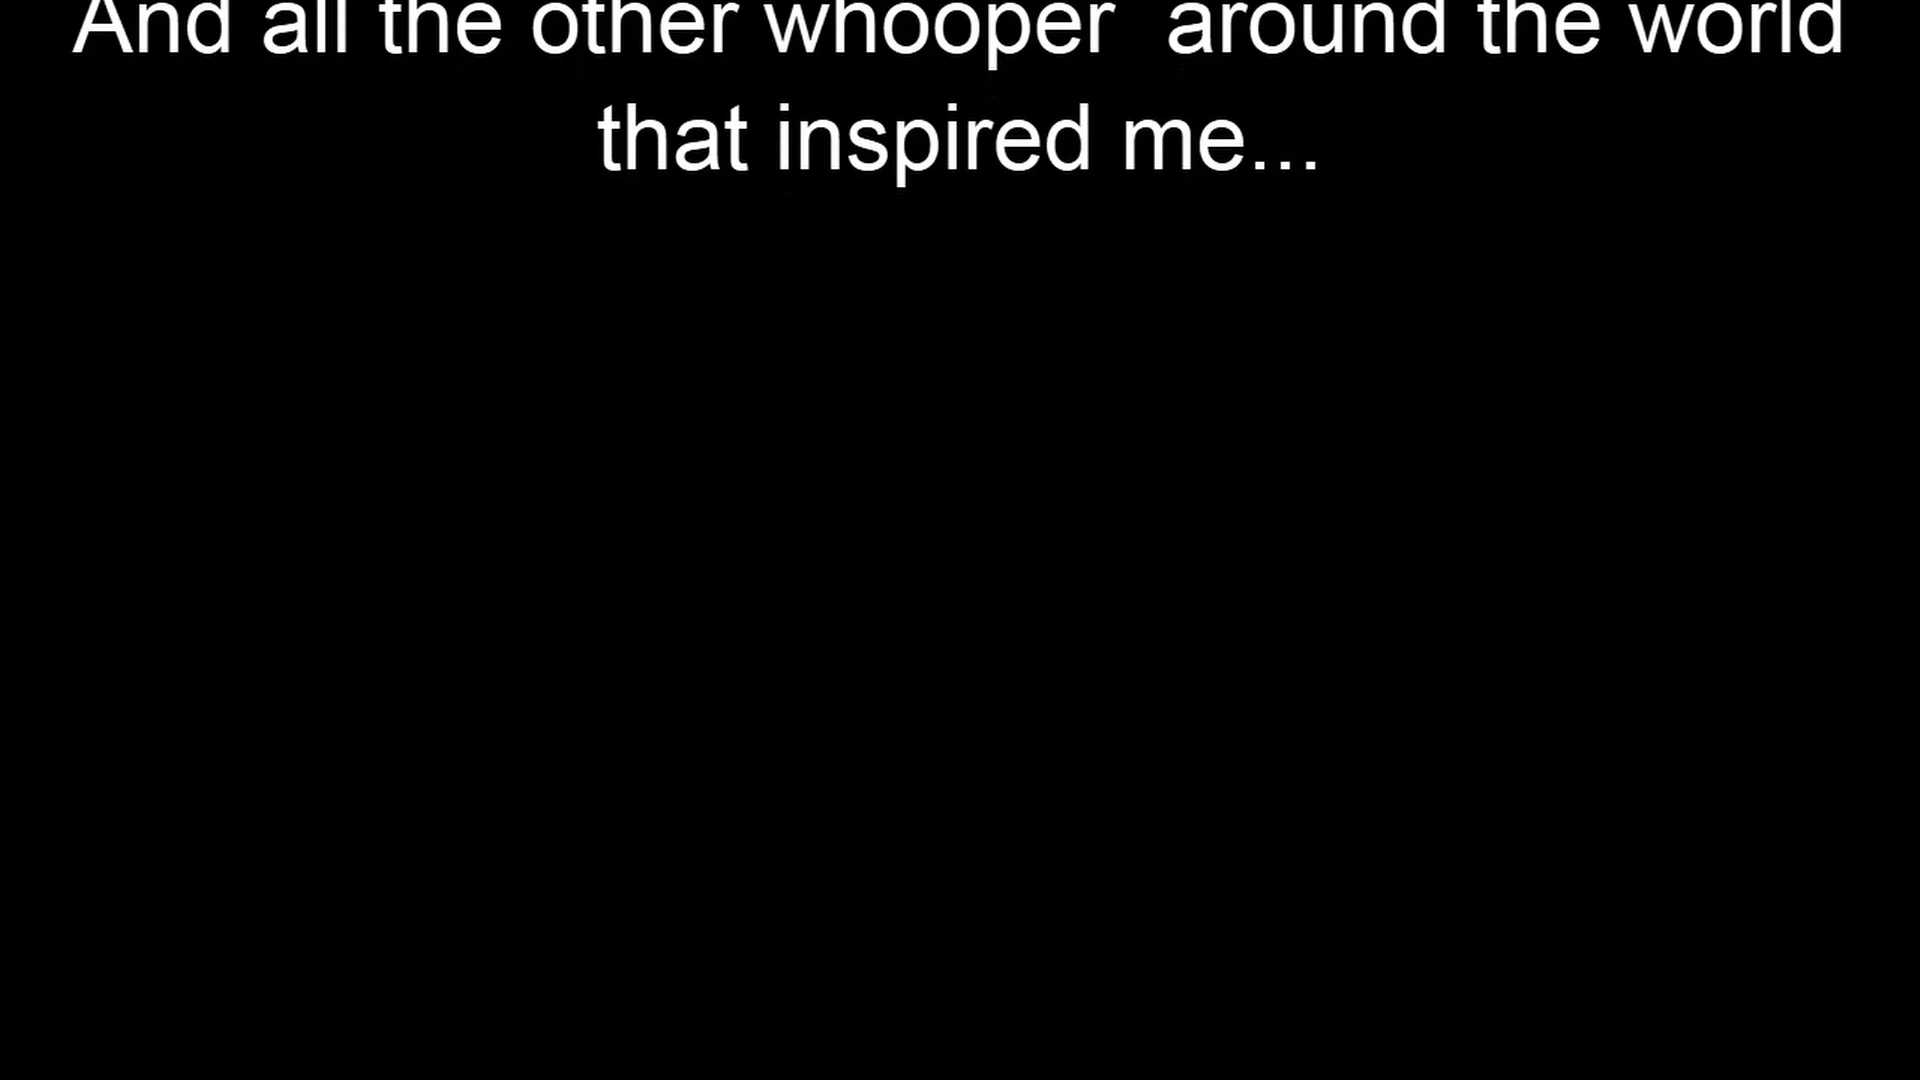 And all the other whooper  around the world
that inspired me...